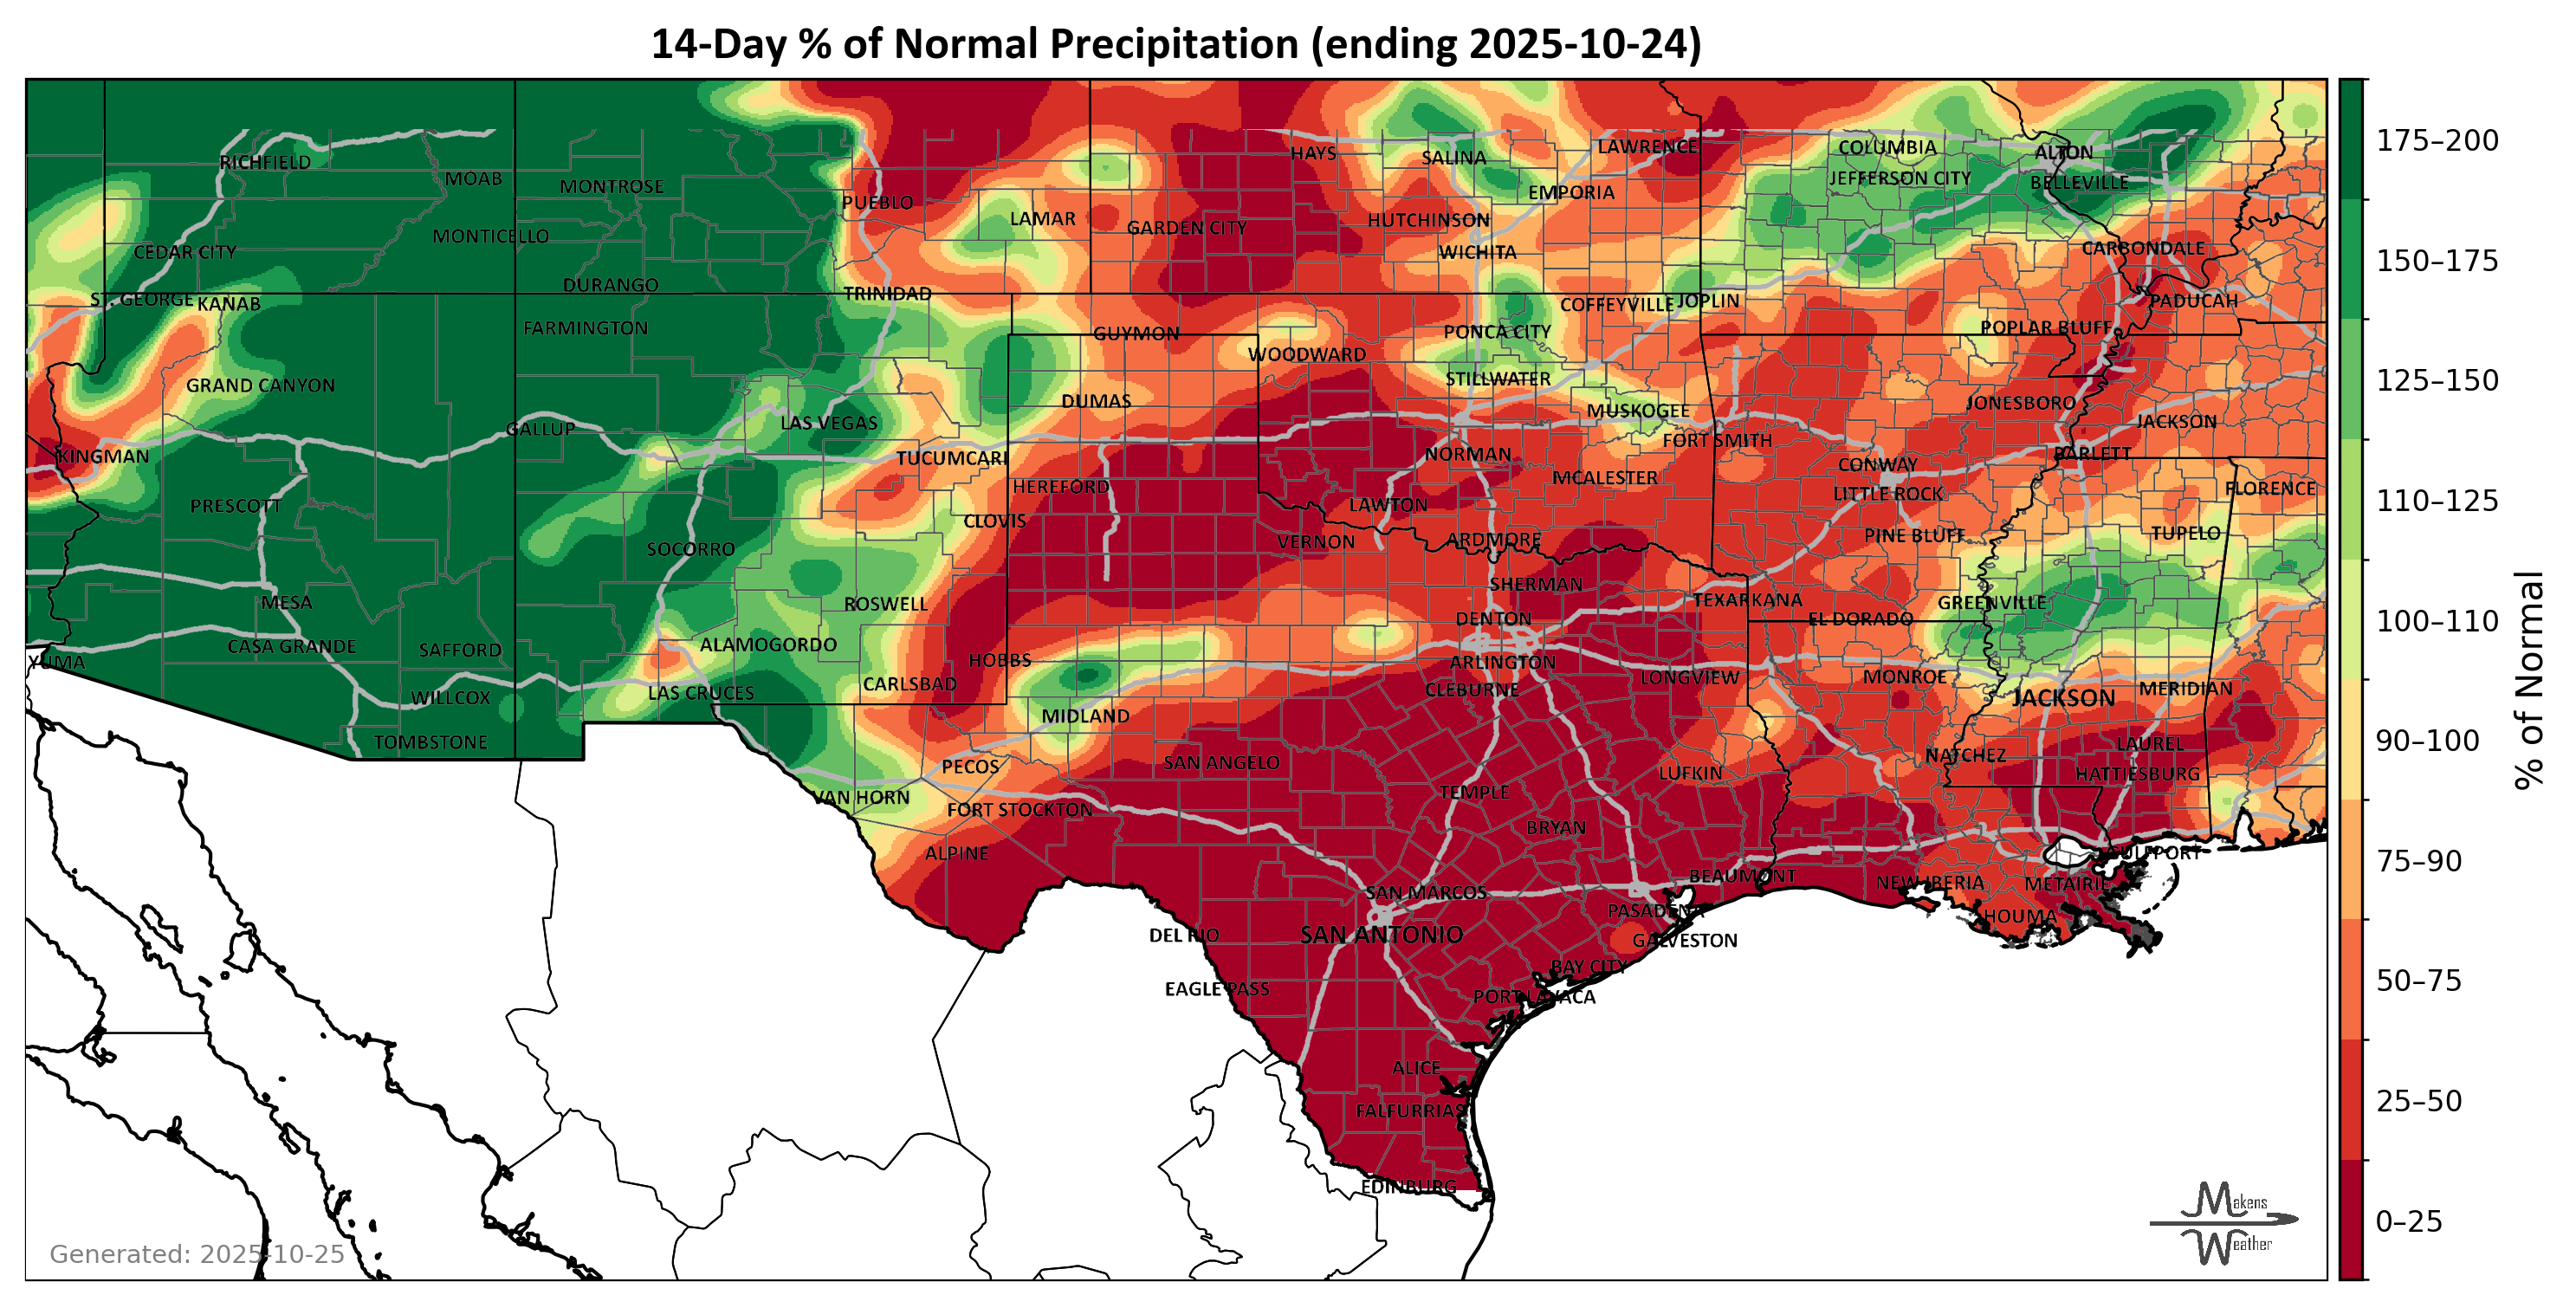 14-Day % of Normal Precipitation (ending 2025-10-24)
RICHFIELD
MOAB
MONTROSE
PUEBLO
LAMAR
GARDEN CITY
HAYS
SALINA
LAWRENCE
EMPORIA
HUTCHINSON
WICHITA
COLUMBIA
JEFFERSON CITY
ALTON
BELLEVILLE
CEDAR CITY
MONTICELLO
CARBONDALE
DURANGO
TRINIDAD
ST. GEORGE
KANAB
COFFEYVILLE
JOPLIN
PADUCAH
FARMINGTON
GUYMON
PONCA CITY
POPLAR BLUFF
WOODWARD
GRAND CANYON
STILLWATER
DUMAS
MUSKOGEE
JONESBORO
JACKSON
GALLUP
LAS VEGAS
FORT SMITH
KINGMAN
TUCUMCARI
NORMAN
BARLETT
CONWAY
HEREFORD
MCALESTER
LITTLE ROCK
FLORENCE
PRESCOTT
LAWTON
CLOVIS
VERNON
ARDMORE
PINE BLUFF
TUPELO
SOCORRO
SHERMAN
MESA
ROSWELL
TEXARKANA
GREENVILLE
DENTON
EL DORADO
CASA GRANDE
SAFFORD
ALAMOGORDO
YUMA
HOBBS
ARLINGTON
LONGVIEW
MONROE
WILLCOX
LAS CRUCES
CARLSBAD
CLEBURNE
JACKSON
MERIDIAN
MIDLAND
TOMBSTONE
PECOS
SAN ANGELO
LUFKIN
NATCHEZ
LAUREL
HATTIESBURG
VAN HORN
FORT STOCKTON
TEMPLE
BRYAN
ALPINE
GULFPORT
SAN MARCOS
BEAUMONT
NEW IBERIA
METAIRIE
PASADENA
HOUMA
DEL RIO
SAN ANTONIO
GALVESTON
BAY CITY
EAGLE PASS
PORT LAVACA
ALICE
FALFURRIAS
EDINBURG
Generated: 2025-10-25
Makens
Weather
175–200
150–175
125–150
110–125
100–110
90–100
75–90
50–75
25–50
0–25
% of Normal